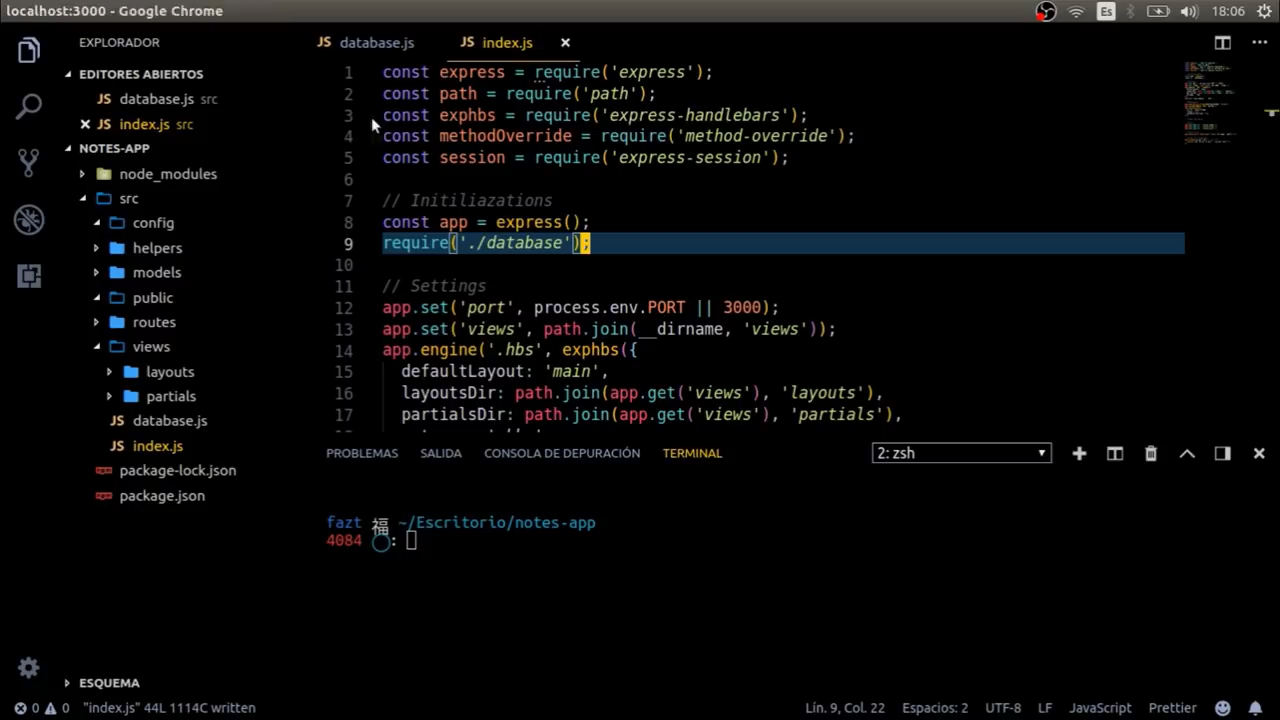 localhost:3000 - Google Chrome
Es
18:06
EXPLORADOR
EDITORES ABIERTOS
database.js src
index.js src
NOTES-APP
node_modules
src
config
helpers
models
public
routes
views
layouts
partials
JS database.js
JS index.js
package-lock.json
package.json
ESQUEMA
JS database.js
JS index.js
1 const express = require('express');
2 const path = require('path');
3 const exphbs = require('express-handlebars');
4 const methodOverride = require('method-override');
5 const session = require('express-session');
6
7 // Initiliazations
8 const app = express();
9 require('./database');
10
11 // Settings
12 app.set('port', process.env.PORT || 3000);
13 app.set('views', path.join(__dirname, 'views'));
14 app.engine('.hbs', exphbs({
15 defaultLayout: 'main',
16 layoutsDir: path.join(app.get('views'), 'layouts'),
17 partialsDir: path.join(app.get('views'), 'partials'),
PROBLEMAS SALIDA CONSOLA DE DEPURACIÓN TERMINAL
2: zsh
fazt 福 ~/Escritorio/notes-app
4084 :
0 0 "index.js" 44L 1114C written
Lín. 9, Col. 22 Espacios: 2 UTF-8 LF JavaScript Prettier